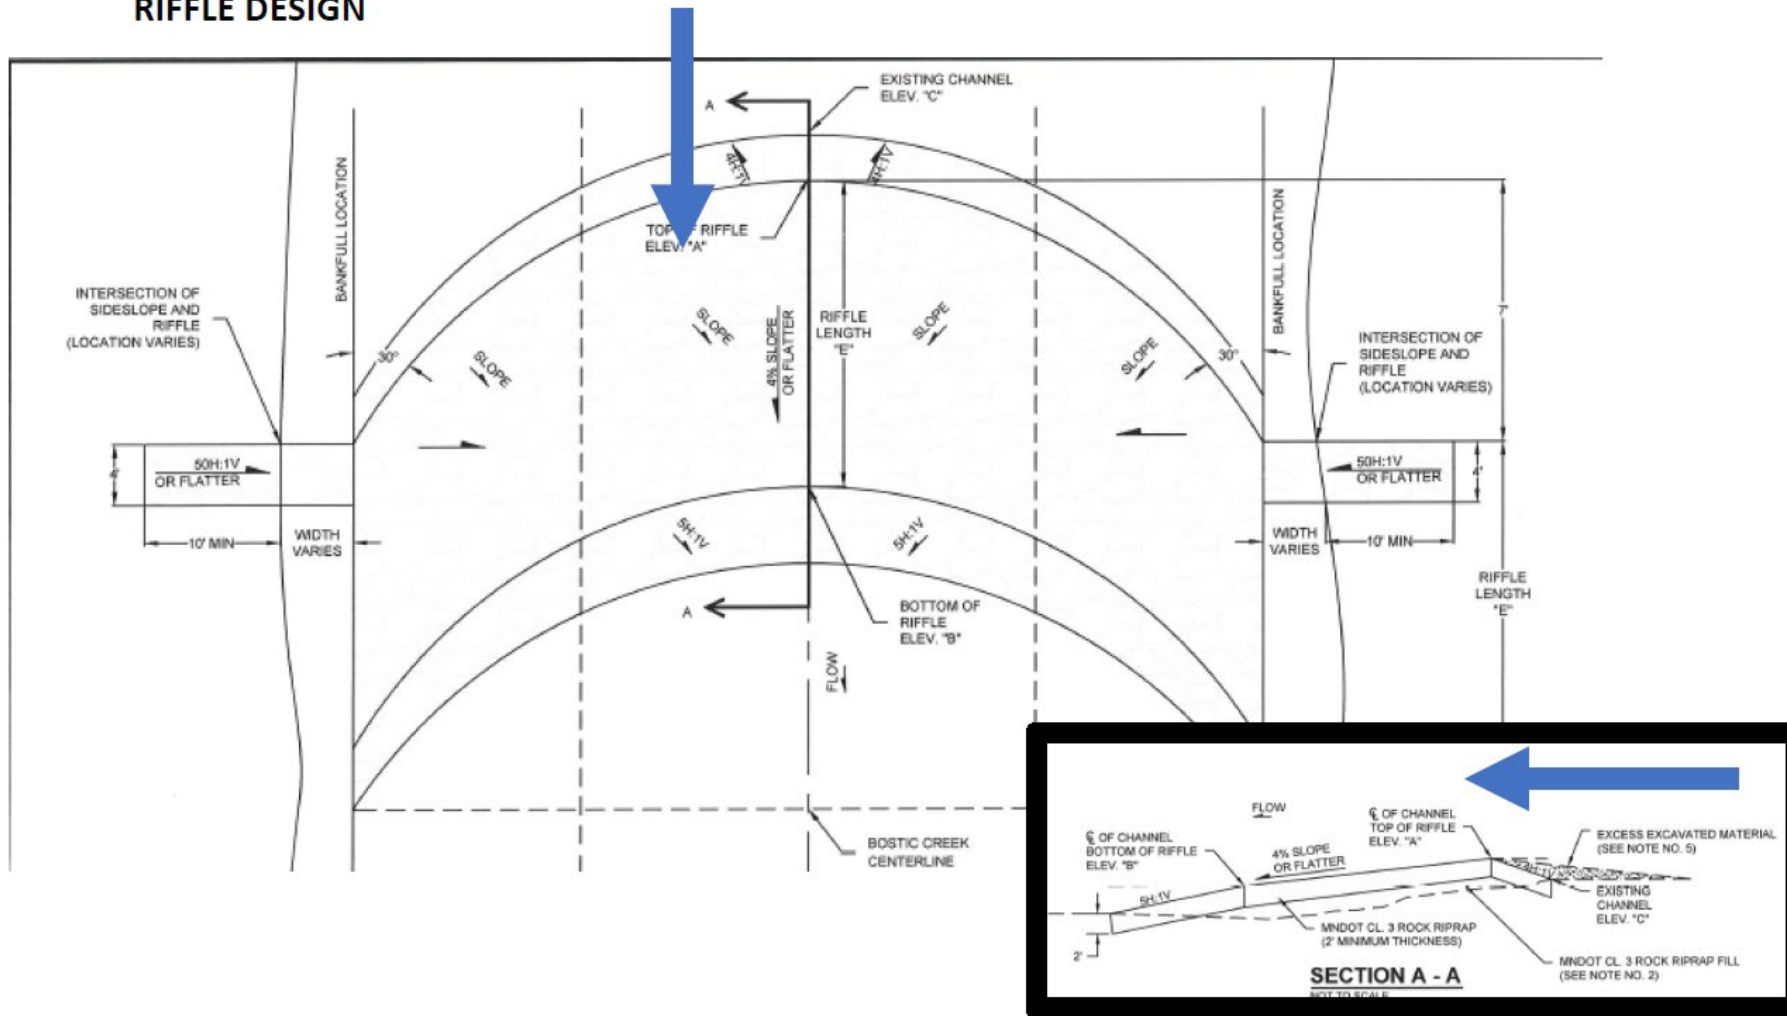 RIFFLE DESIGN
A
EXISTING CHANNEL
ELEV. "C"
4H:1V
4H:1V
BANKFULL LOCATION
BANKFULL LOCATION
TOP OF RIFFLE
ELEV. "A"
INTERSECTION OF
SIDESLOPE AND
RIFFLE
(LOCATION VARIES)
30°
SLOPE
SLOPE
4% SLOPE
OR FLATTER
RIFFLE
LENGTH
"E"
SLOPE
SLOPE
30°
7'
INTERSECTION OF
SIDESLOPE AND
RIFFLE
(LOCATION VARIES)
50H:1V
OR FLATTER
50H:1V
OR FLATTER
10' MIN
WIDTH
VARIES
5H:1V
5H:1V
WIDTH
VARIES
10' MIN
RIFFLE
LENGTH
"E"
A
BOTTOM OF
RIFFLE
ELEV. "B"
FLOW
BOSTIC CREEK
CENTERLINE
FLOW
℄ OF CHANNEL
BOTTOM OF RIFFLE
ELEV. "B"
4% SLOPE
OR FLATTER
℄ OF CHANNEL
TOP OF RIFFLE
ELEV. "A"
EXCESS EXCAVATED MATERIAL
(SEE NOTE NO. 5)
5H:1V
4H:1V
EXISTING
CHANNEL
ELEV. "C"
2'
MNDOT CL. 3 ROCK RIPRAP
(2' MINIMUM THICKNESS)
MNDOT CL. 3 ROCK RIPRAP FILL
(SEE NOTE NO. 2)
SECTION A - A
NOT TO SCALE